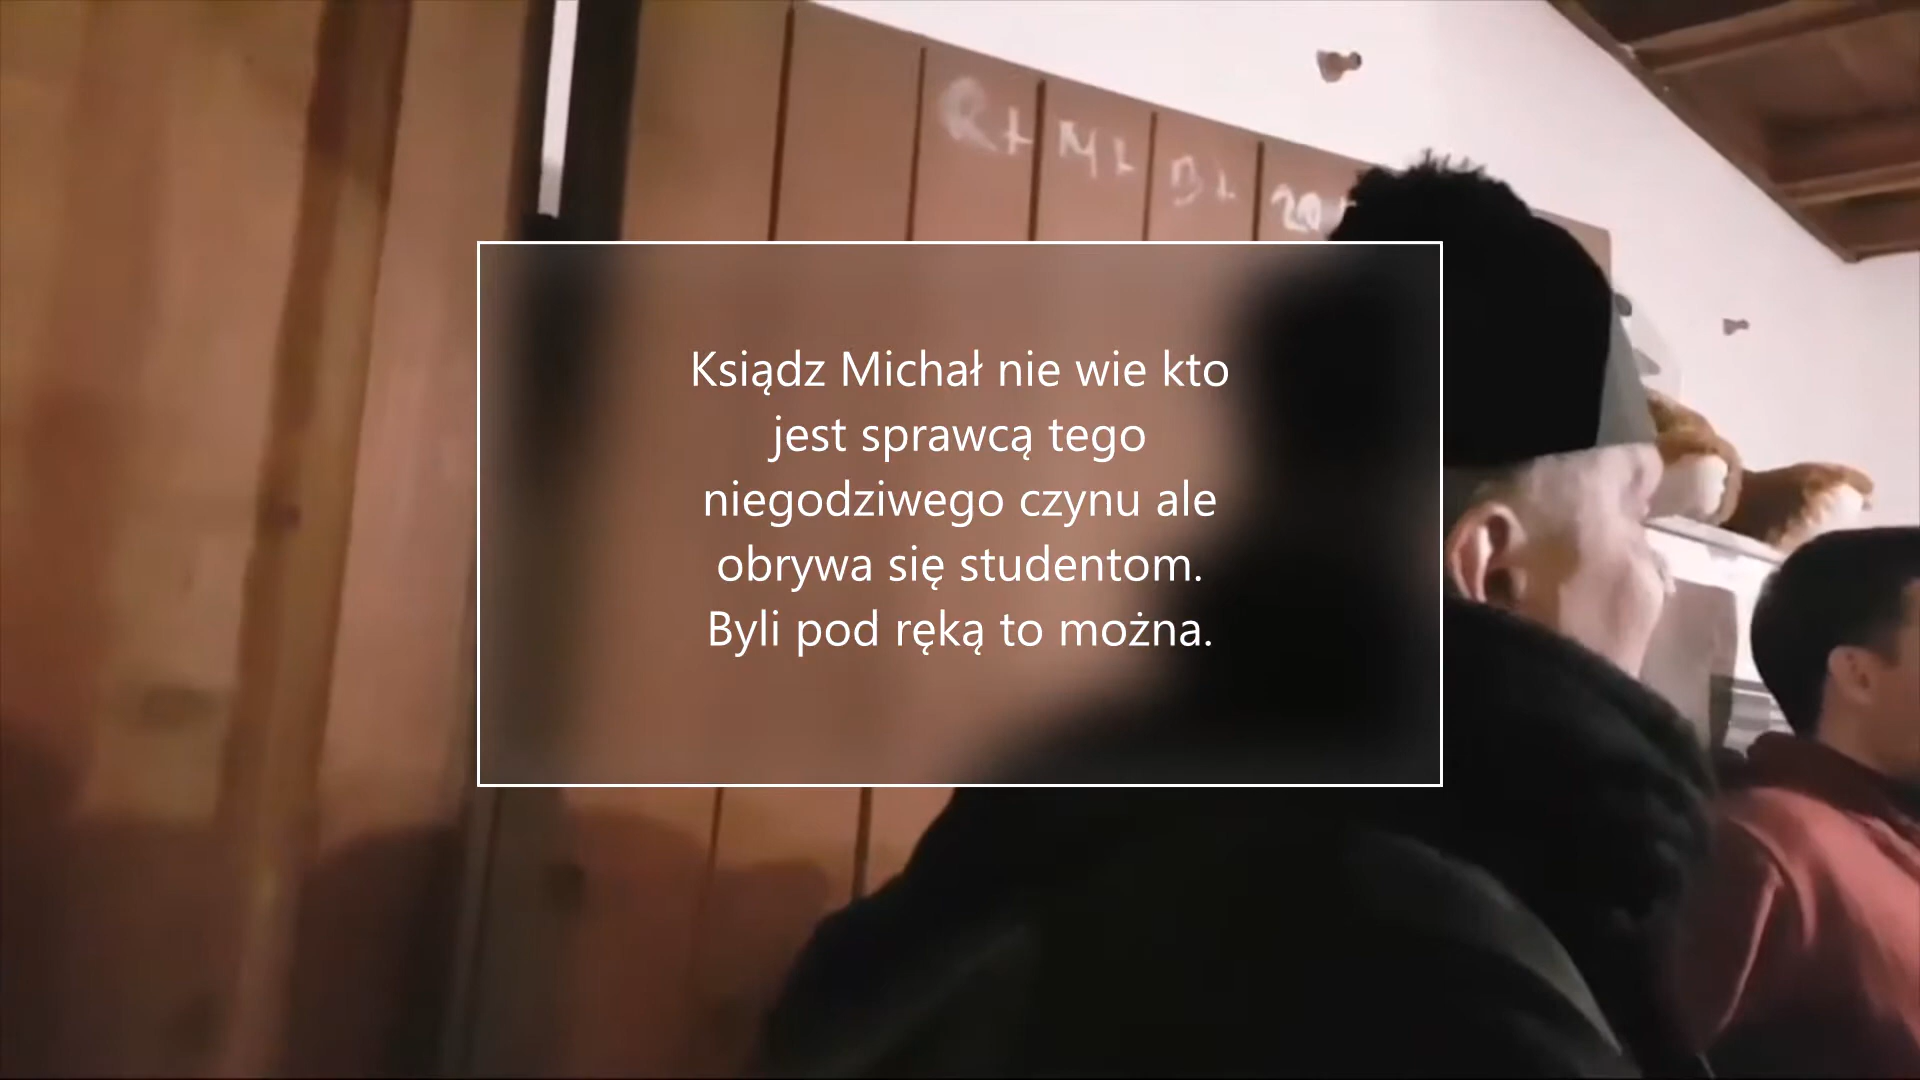 R + M + B + 20
Ksiądz Michał nie wie kto
jest sprawcą tego
niegodziwego czynu ale
obrywa się studentom.
Byli pod ręką to można.